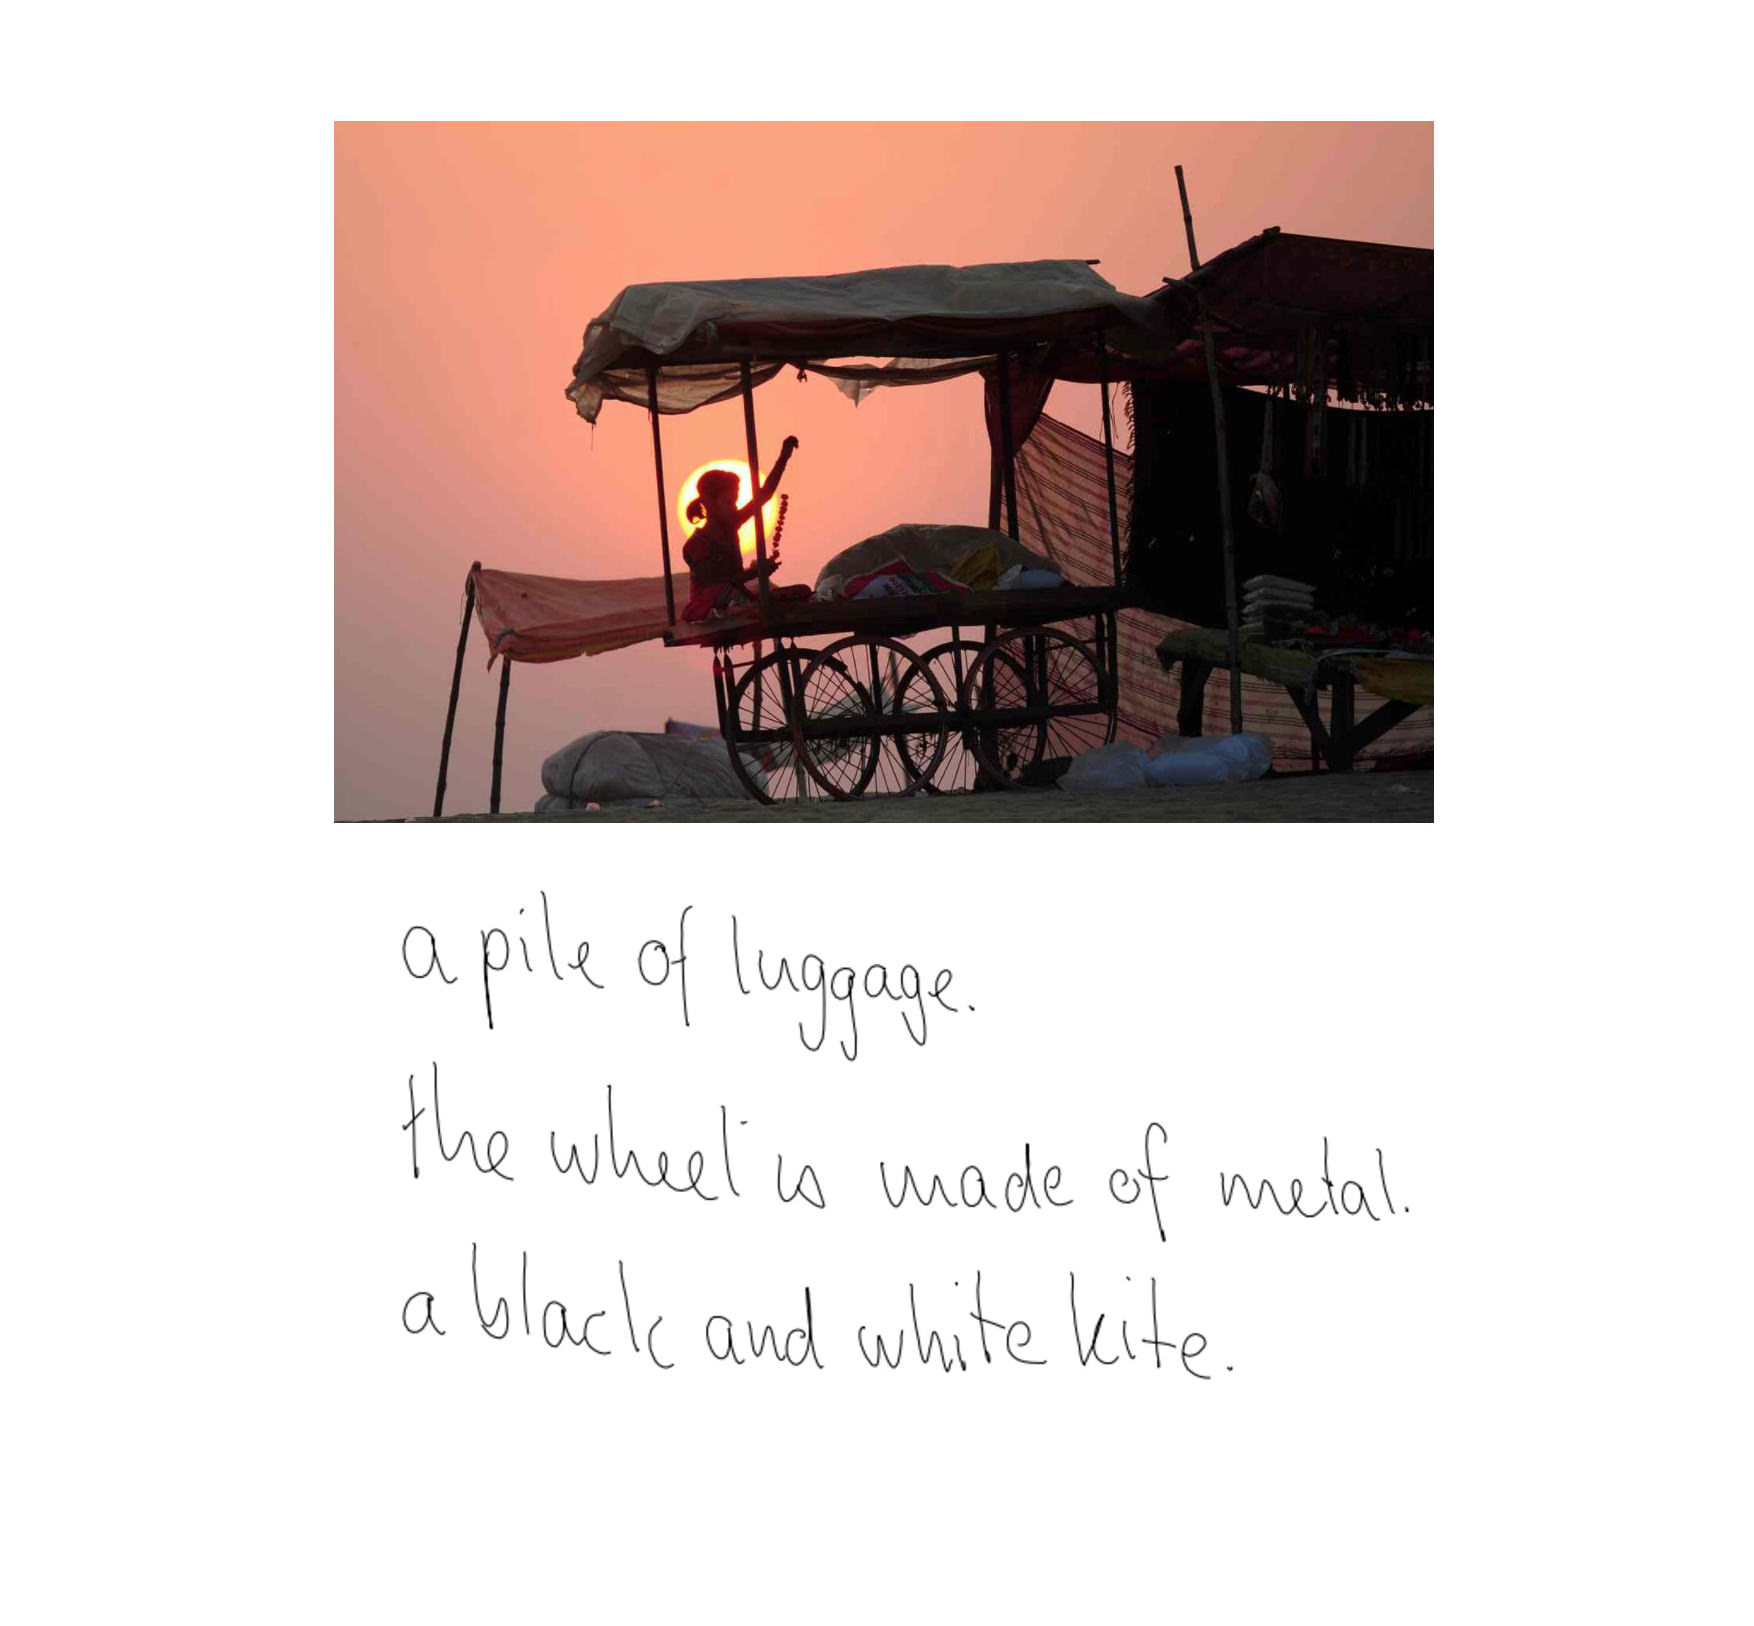 a pile of luggage.
the wheel is made of metal.
a black and white kite.